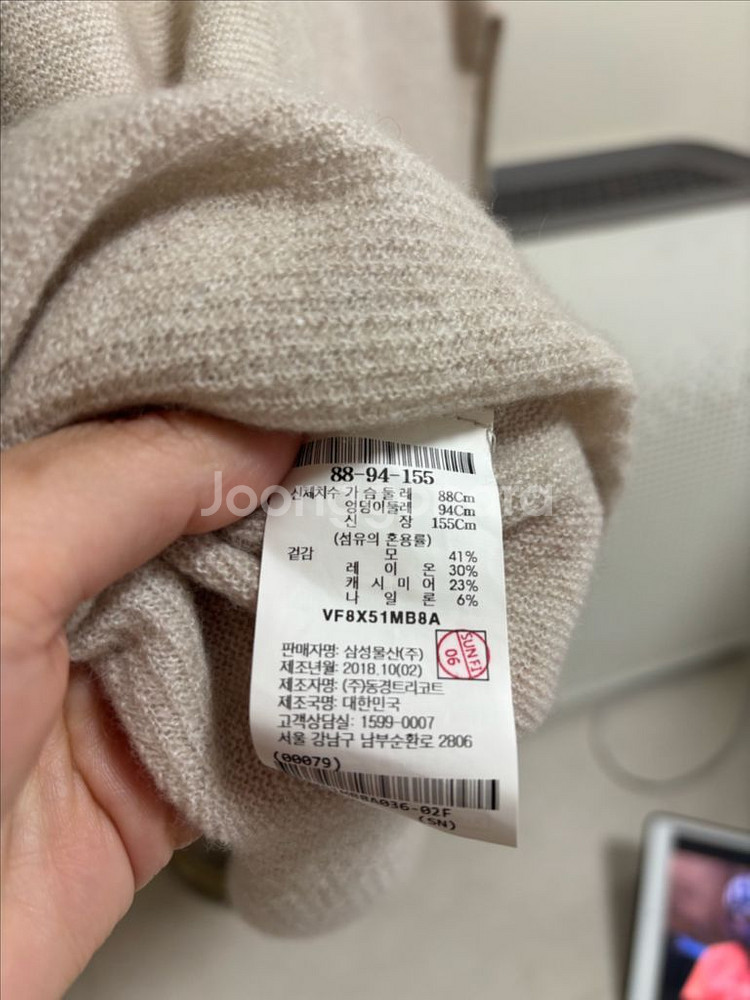 88-94-155
신체치수 가슴둘레 88Cm
엉덩이둘레 94Cm
신 장 155Cm
(섬유의 혼용률)
겉감 모 41%
레 이 온 30%
캐 시 미 어 23%
나 일 론 6%
VF8X51MB8A
판매자명: 삼성물산(주)
제조년월: 2018.10(02)
제조자명: (주)동경트리코트
제조국명: 대한민국
고객상담실: 1599-0007
서울 강남구 남부순환로 2806
SUNFI
06
(00079)
8A036-02F
(SN)